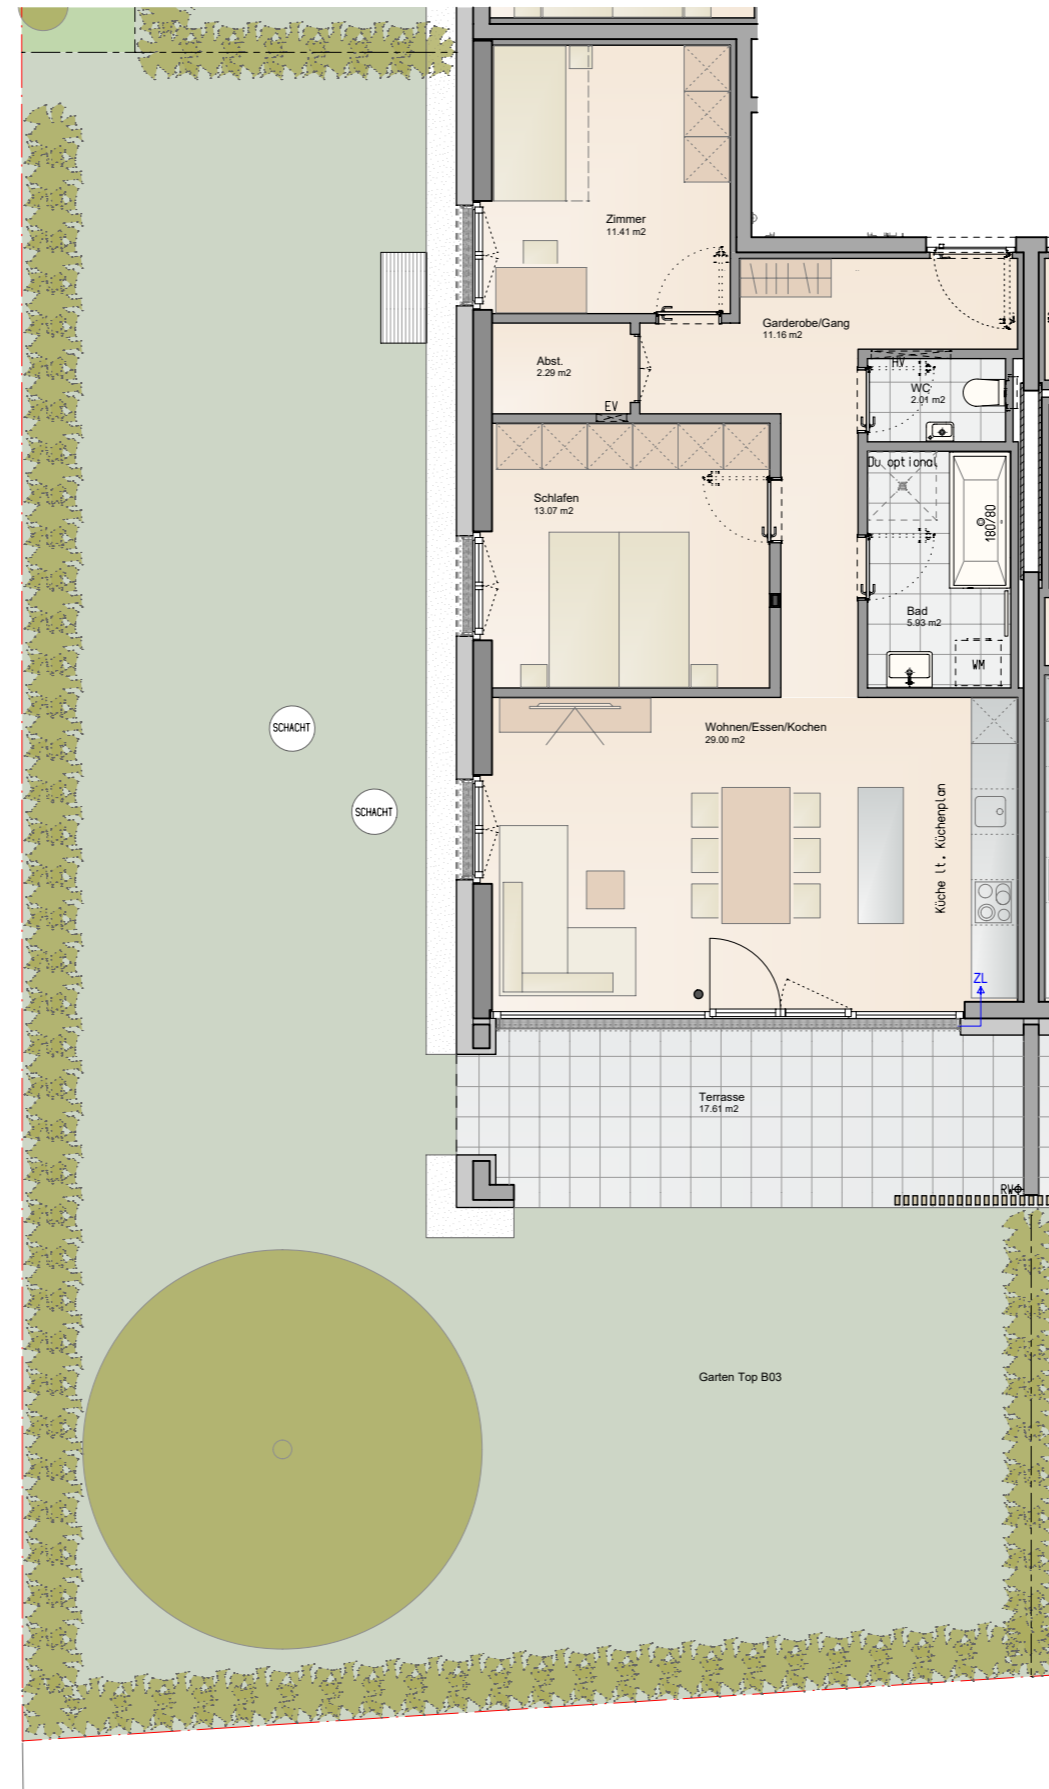 Zimmer
11.41 m2
Garderobe/Gang
11.16 m2
Abst.
2.29 m2
EV
HV
WC
2.01 m2
Du. optional
180/80
Schlafen
13.07 m2
Bad
5.93 m2
WM
SCHACHT
Wohnen/Essen/Kochen
29.00 m2
SCHACHT
Küche lt. Küchenplan
ZL
Terrasse
17.61 m2
RW
Garten Top B03